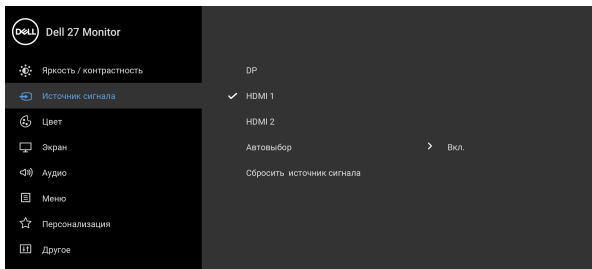 DELL Dell 27 Monitor
Яркость / контрастность
DP
Источник сигнала
HDMI 1
Цвет
HDMI 2
Экран
Автовыбор
Вкл.
Аудио
Сбросить источник сигнала
Меню
Персонализация
Другое